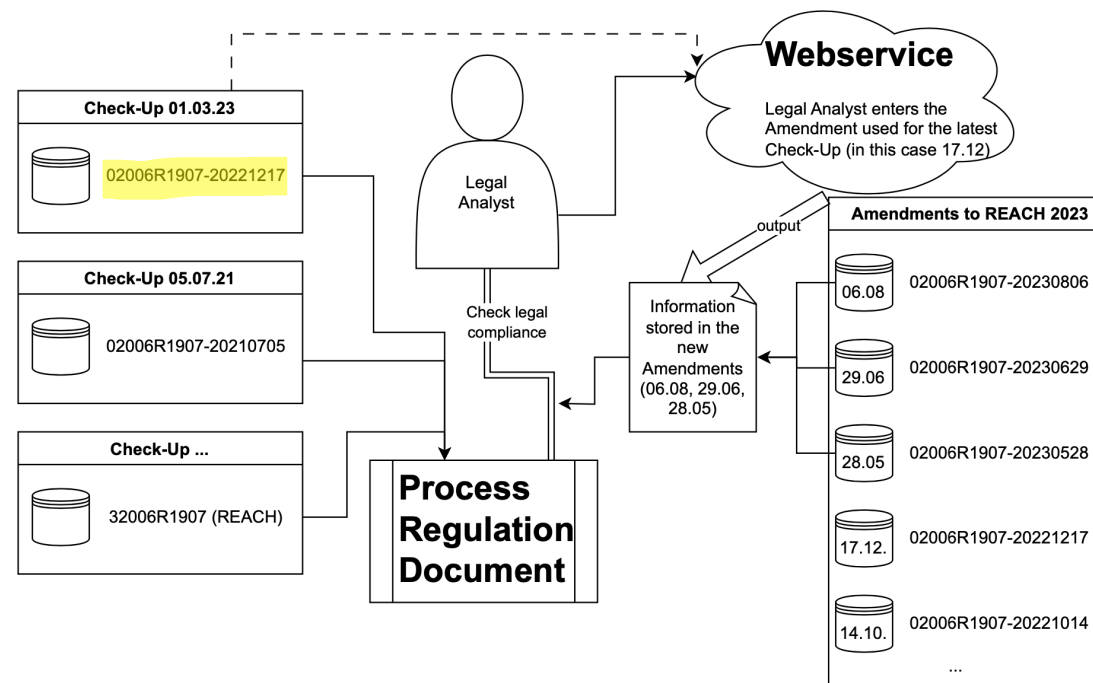 Webservice
Legal Analyst enters the
Amendment used for the latest
Check-Up (in this case 17.12)
Check-Up 01.03.23
02006R1907-20221217
Legal
Analyst
Check-Up 05.07.21
02006R1907-20210705
Check legal
compliance
Check-Up ...
32006R1907 (REACH)
Process
Regulation
Document
output
Information
stored in the
new
Amendments
(06.08, 29.06,
28.05)
Amendments to REACH 2023
06.08
02006R1907-20230806
29.06
02006R1907-20230629
28.05
02006R1907-20230528
17.12.
02006R1907-20221217
14.10.
02006R1907-20221014
...